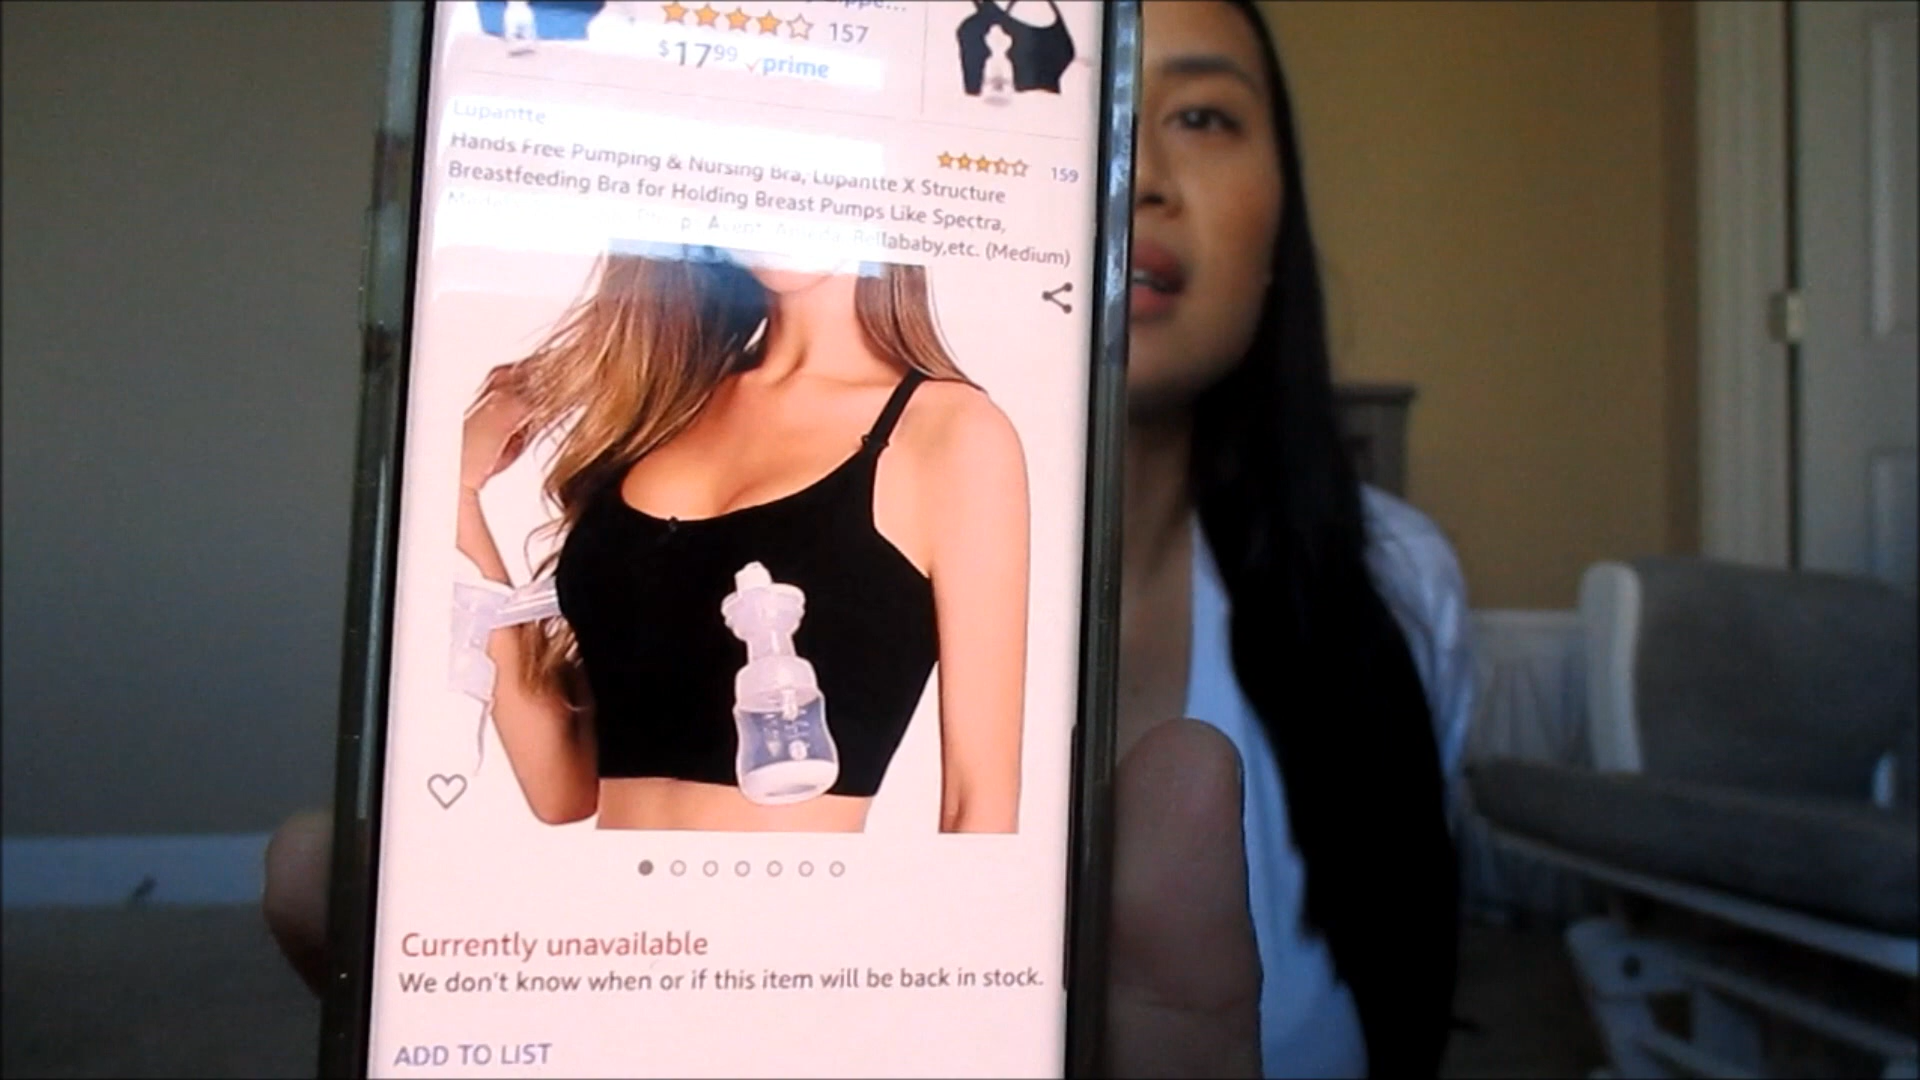 157
$17⁹⁹ prime
Lupantte
159
Hands Free Pumping & Nursing Bra, Lupantte X Structure
Breastfeeding Bra for Holding Breast Pumps Like Spectra,
Bellababy,etc. (Medium)
Currently unavailable
We don't know when or if this item will be back in stock.
ADD TO LIST